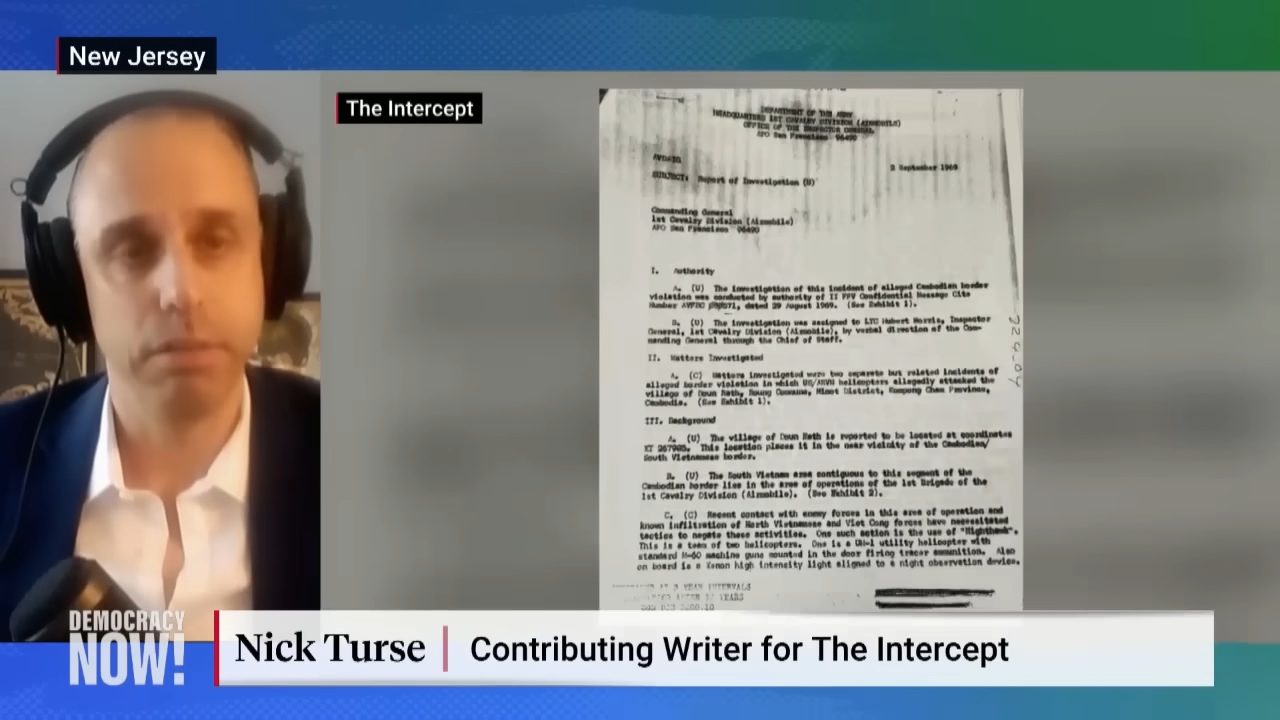 New Jersey
The Intercept
DEPARTMENT OF THE ARMY
HEADQUARTERS 1ST CAVALRY DIVISION (AIRMOBILE)
OFFICE OF THE INSPECTOR GENERAL
APO San Francisco 96490
AVDAIG
2 September 1969
SUBJECT: Report of Investigation (U)
Commanding General
1st Cavalry Division (Airmobile)
APO San Francisco 96490
I. Authority
A. (U) The investigation of this incident of alleged Cambodian border
violation was conducted by authority of II FFV Confidential Message Cite
Number dated 29 August 1969. (See Exhibit 1).
B. (U) The investigation was assigned to LTC Hubert Morris, Inspector
General, 1st Cavalry Division (Airmobile), by verbal direction of the Com-
manding General through the Chief of Staff.
II. Matters Investigated
A. (C) Matters investigated were two separate but related incidents of
alleged border violation in which US/ARVN helicopters allegedly attacked the
village of Doun Rath, Mimot District, Kompong Cham Province,
Cambodia. (See Exhibit 1).
III. Background
A. (U) The village of Doun Rath is reported to be located at coordinates
XT This location places it in the near vicinity of the Cambodian/
South Vietnamese border.
B. (U) The South Vietnam area contiguous to this segment of the
Cambodian border lies in the area of operations of the 1st Brigade of the
1st Cavalry Division (Airmobile). (See Exhibit 2).
C. (C) Recent contact with enemy forces in this area of operation and
known infiltration of North Vietnamese and Viet Cong forces have necessitated
tactics to negate these activities. One such action is the use of "Nighthawk".
This is a team of two helicopters. One is a UH-1 utility helicopter with
standard M-60 machine guns mounted in the door firing tracer ammunition. Also
on board is a Xenon high intensity light aligned to a night observation device.
AT 3 YEAR INTERVALS
AFTER 12 YEARS
DEMOCRACY
NOW!
Nick Turse
Contributing Writer for The Intercept